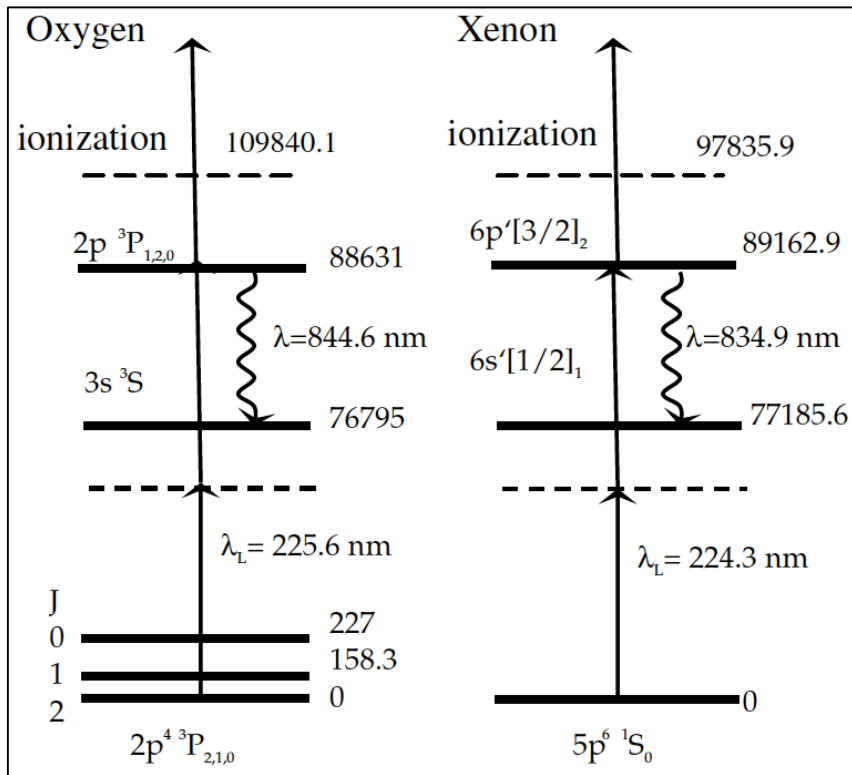 Oxygen
ionization
109840.1
2p ³P₁,₂,₀
88631
λ=844.6 nm
3s ³S
76795
λ_L= 225.6 nm
J
0
227
1
158.3
2
0
2p⁴ ³P₂,₁,₀
Xenon
ionization
97835.9
6p'[3/2]₂
89162.9
λ=834.9 nm
6s'[1/2]₁
77185.6
λ_L= 224.3 nm
0
5p⁶ ¹S₀